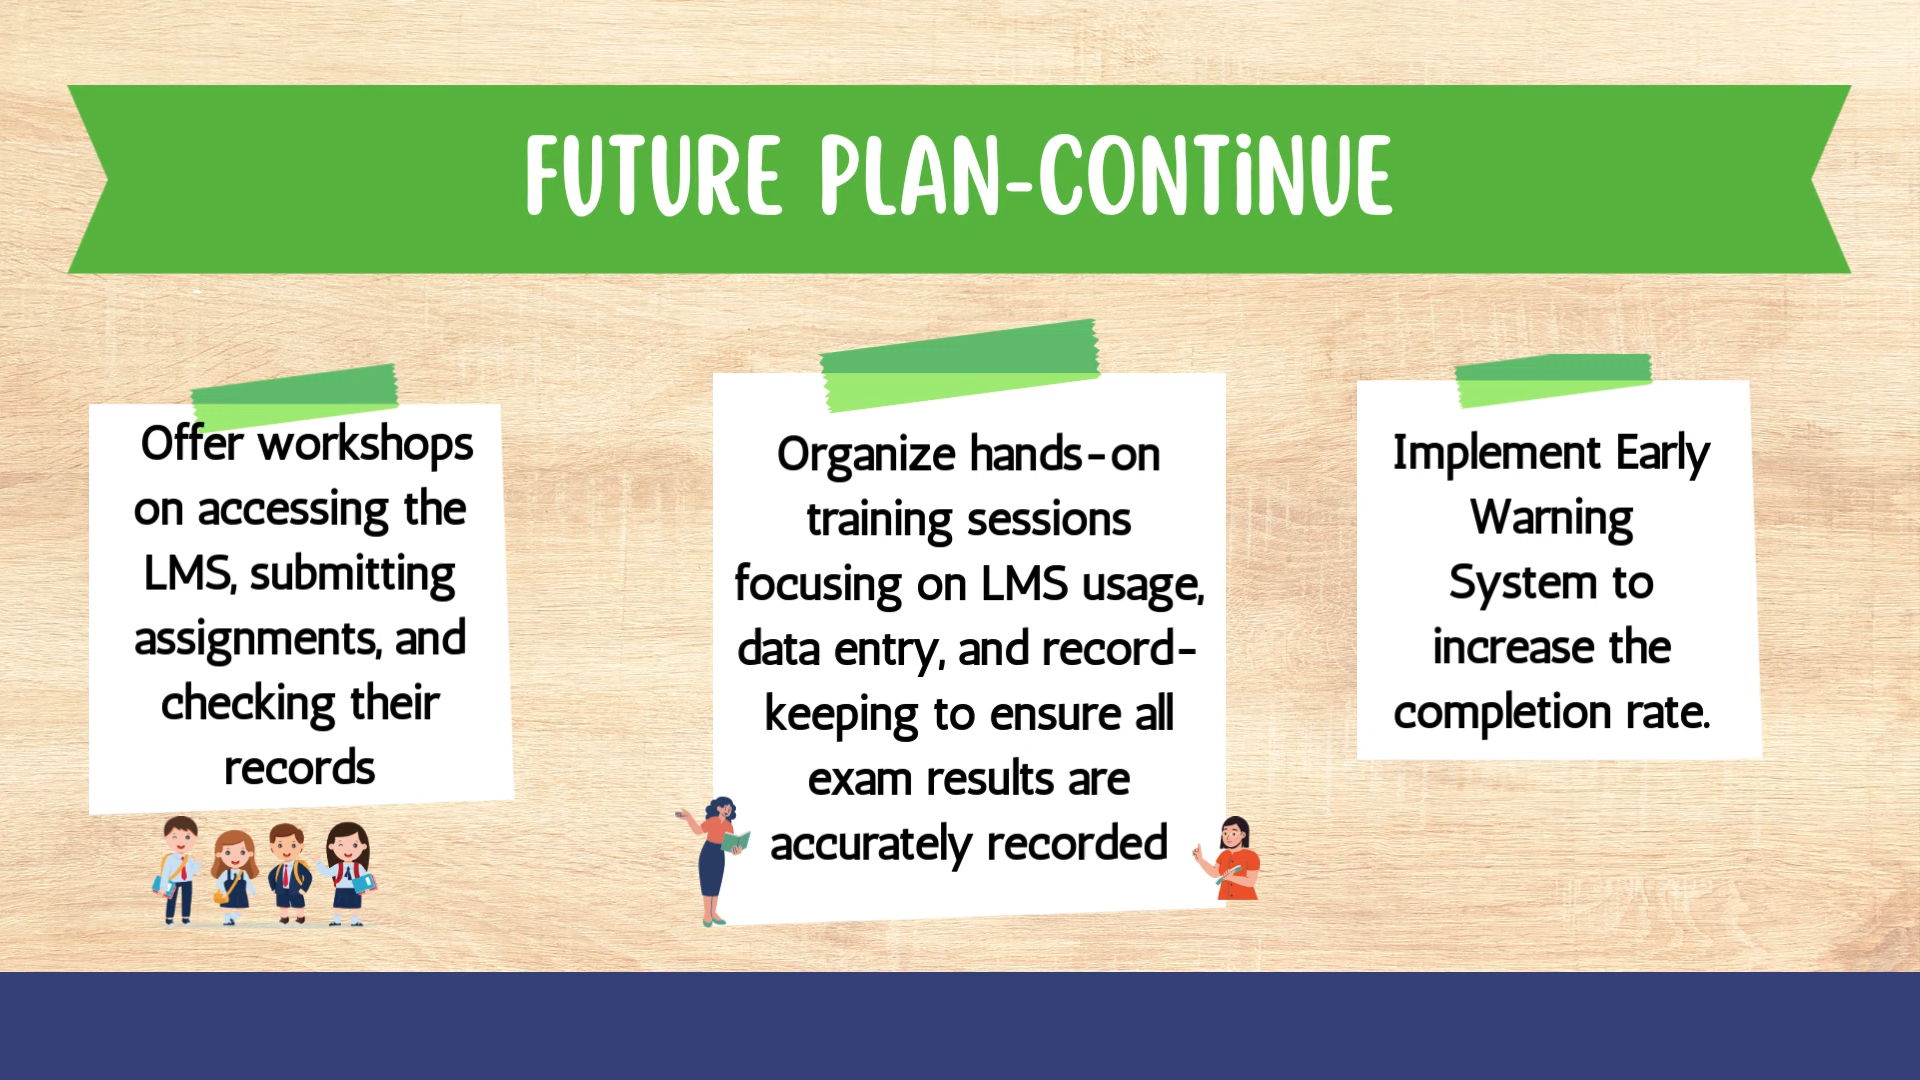 FUTURE PLAN-CONTiNUE
Offer workshops
on accessing the
LMS, submitting
assignments, and
checking their
records
Organize hands-on
training sessions
focusing on LMS usage,
data entry, and record-
keeping to ensure all
exam results are
accurately recorded
Implement Early
Warning
System to
increase the
completion rate.